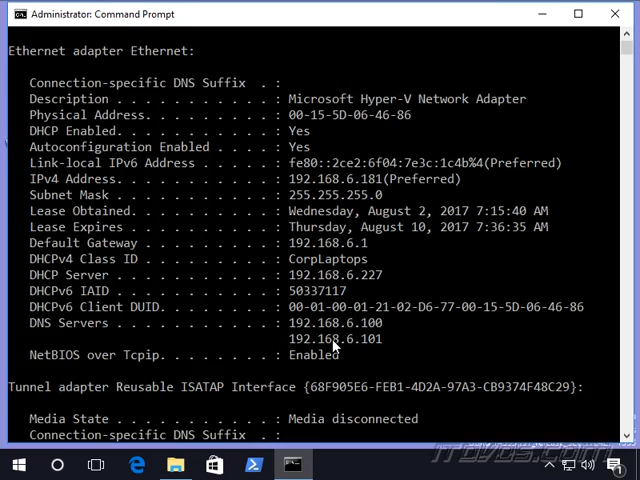 Administrator: Command Prompt
Ethernet adapter Ethernet:
Connection-specific DNS Suffix . :
Description . . . . . . . . . . . : Microsoft Hyper-V Network Adapter
Physical Address. . . . . . . . . : 00-15-5D-06-46-86
DHCP Enabled. . . . . . . . . . . : Yes
Autoconfiguration Enabled . . . . : Yes
Link-local IPv6 Address . . . . . : fe80::2ce2:6f04:7e3c:1c4b%4(Preferred)
IPv4 Address. . . . . . . . . . . : 192.168.6.181(Preferred)
Subnet Mask . . . . . . . . . . . : 255.255.255.0
Lease Obtained. . . . . . . . . . : Wednesday, August 2, 2017 7:15:40 AM
Lease Expires . . . . . . . . . . : Thursday, August 10, 2017 7:36:35 AM
Default Gateway . . . . . . . . . : 192.168.6.1
DHCPv4 Class ID . . . . . . . . . : CorpLaptops
DHCP Server . . . . . . . . . . . : 192.168.6.227
DHCPv6 IAID . . . . . . . . . . . : 50337117
DHCPv6 Client DUID. . . . . . . . : 00-01-00-01-21-02-D6-77-00-15-5D-06-46-86
DNS Servers . . . . . . . . . . . : 192.168.6.100
192.168.6.101
NetBIOS over Tcpip. . . . . . . . : Enabled
Tunnel adapter Reusable ISATAP Interface {68F905E6-FEB1-4D2A-97A3-CB9374F48C29}:
Media State . . . . . . . . . . . : Media disconnected
Connection-specific DNS Suffix . :
1